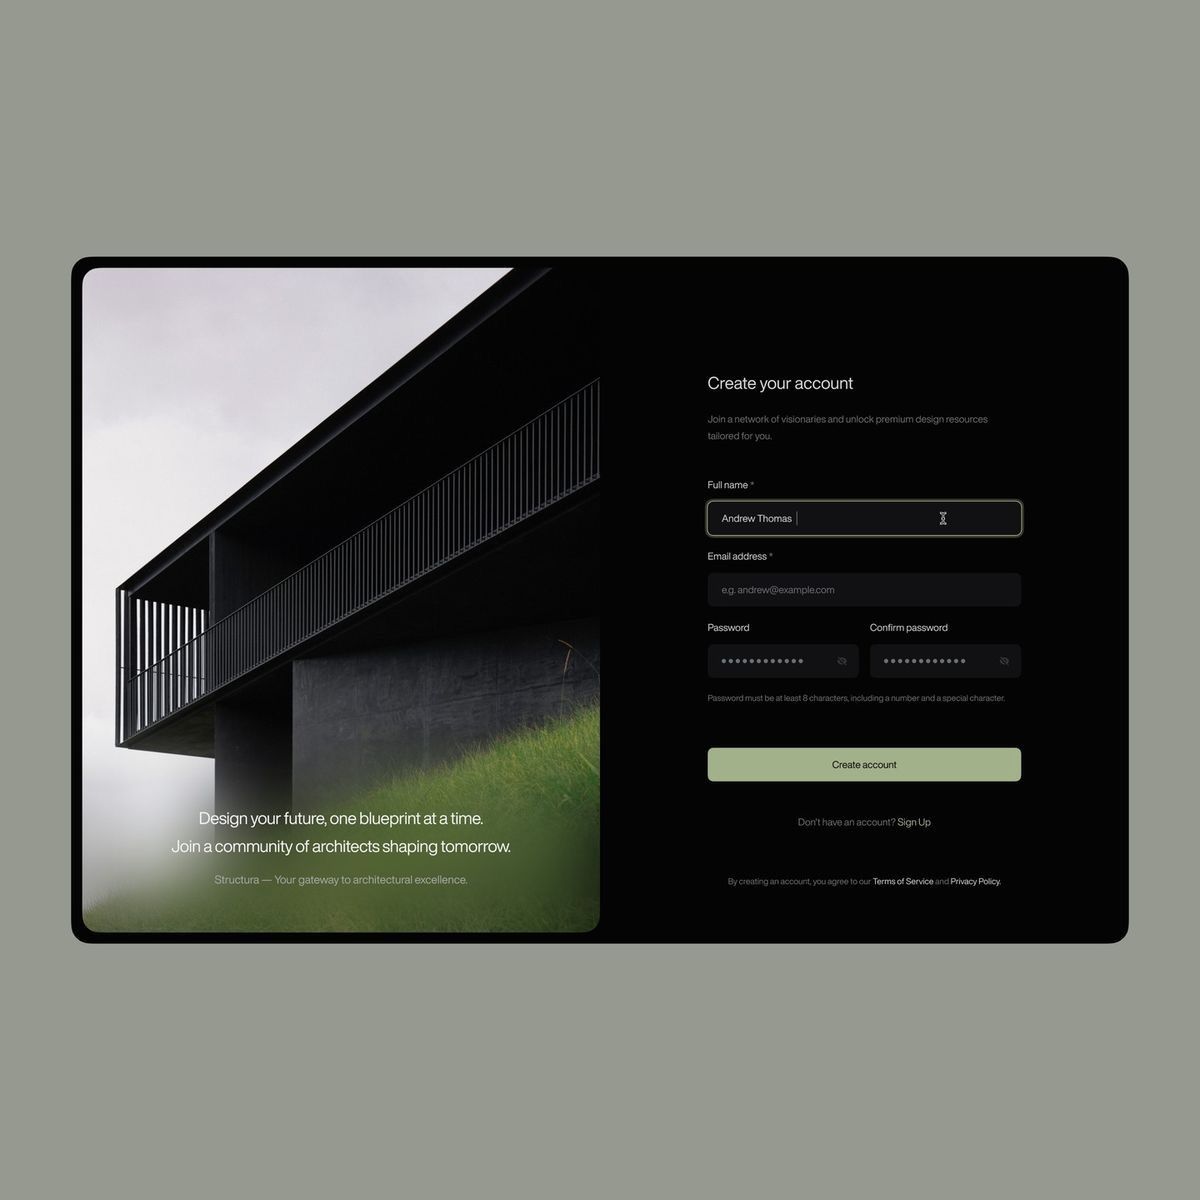 Design your future, one blueprint at a time.
Join a community of architects shaping tomorrow.
Structura — Your gateway to architectural excellence.
Create your account
Join a network of visionaries and unlock premium design resources
tailored for you.
Full name *
Andrew Thomas
Email address *
e.g. andrew@example.com
Password
Confirm password
Password must be at least 8 characters, including a number and a special character.
Create account
Don't have an account? Sign Up
By creating an account, you agree to our Terms of Service and Privacy Policy.